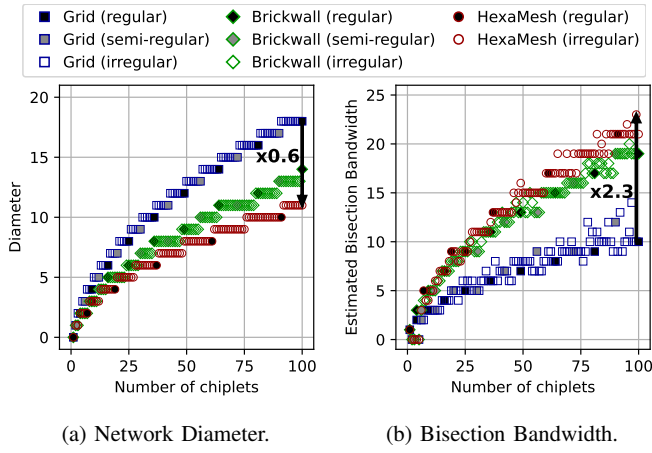 Grid (regular)
Grid (semi-regular)
Grid (irregular)
Brickwall (regular)
Brickwall (semi-regular)
Brickwall (irregular)
HexaMesh (regular)
HexaMesh (irregular)
20
15
10
5
0
Diameter
x0.6
0
25
50
75
100
Number of chiplets
25
20
15
10
5
0
Estimated Bisection Bandwidth
x2.3
0
25
50
75
100
Number of chiplets
(a) Network Diameter.
(b) Bisection Bandwidth.